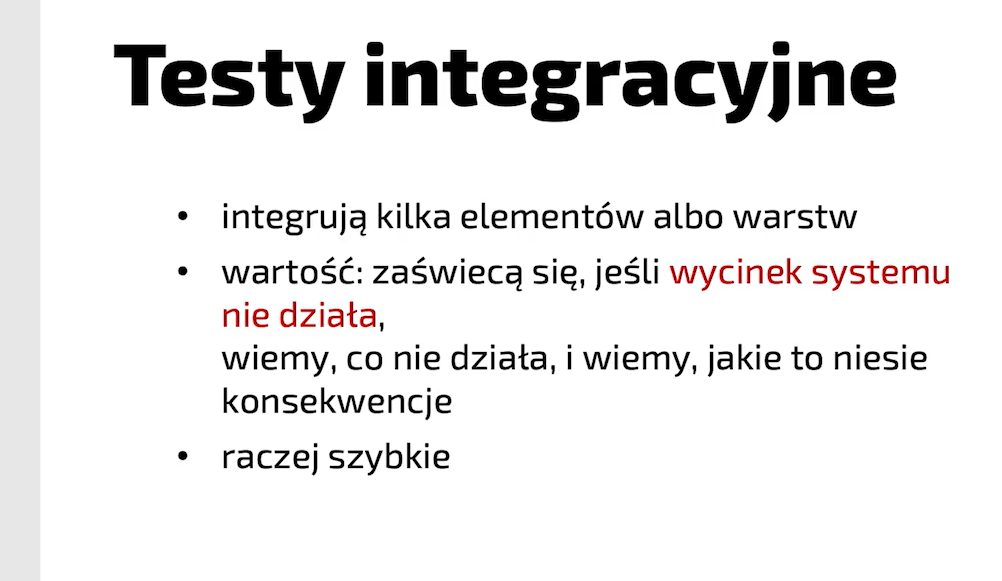 Testy integracyjne
• integrują kilka elementów albo warstw
• wartość: zaświecą się, jeśli wycinek systemu
nie działa,
wiemy, co nie działa, i wiemy, jakie to niesie
konsekwencje
• raczej szybkie